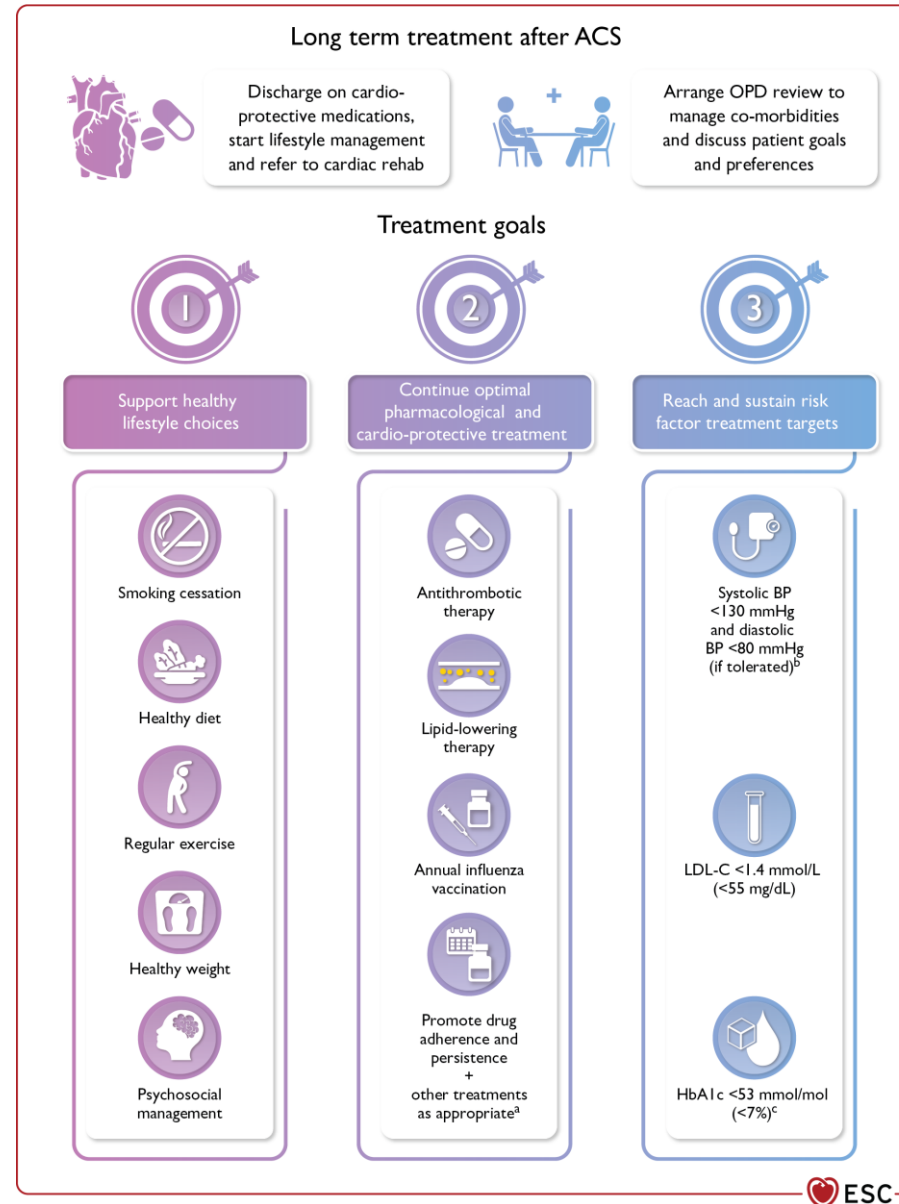 Long term treatment after ACS
Discharge on cardio-
protective medications,
start lifestyle management
and refer to cardiac rehab
Arrange OPD review to
manage co-morbidities
and discuss patient goals
and preferences
Treatment goals
1
2
3
Support healthy
lifestyle choices
Continue optimal
pharmacological and
cardio-protective treatment
Reach and sustain risk
factor treatment targets
Smoking cessation
Healthy diet
Regular exercise
Healthy weight
Psychosocial
management
Antithrombotic
therapy
Lipid-lowering
therapy
Annual influenza
vaccination
Promote drug
adherence and
persistence
+
other treatments
as appropriateᵃ
Systolic BP
<130 mmHg
and diastolic
BP <80 mmHg
(if tolerated)ᵇ
LDL-C <1.4 mmol/L
(<55 mg/dL)
HbA1c <53 mmol/mol
(<7%)ᶜ
ESC